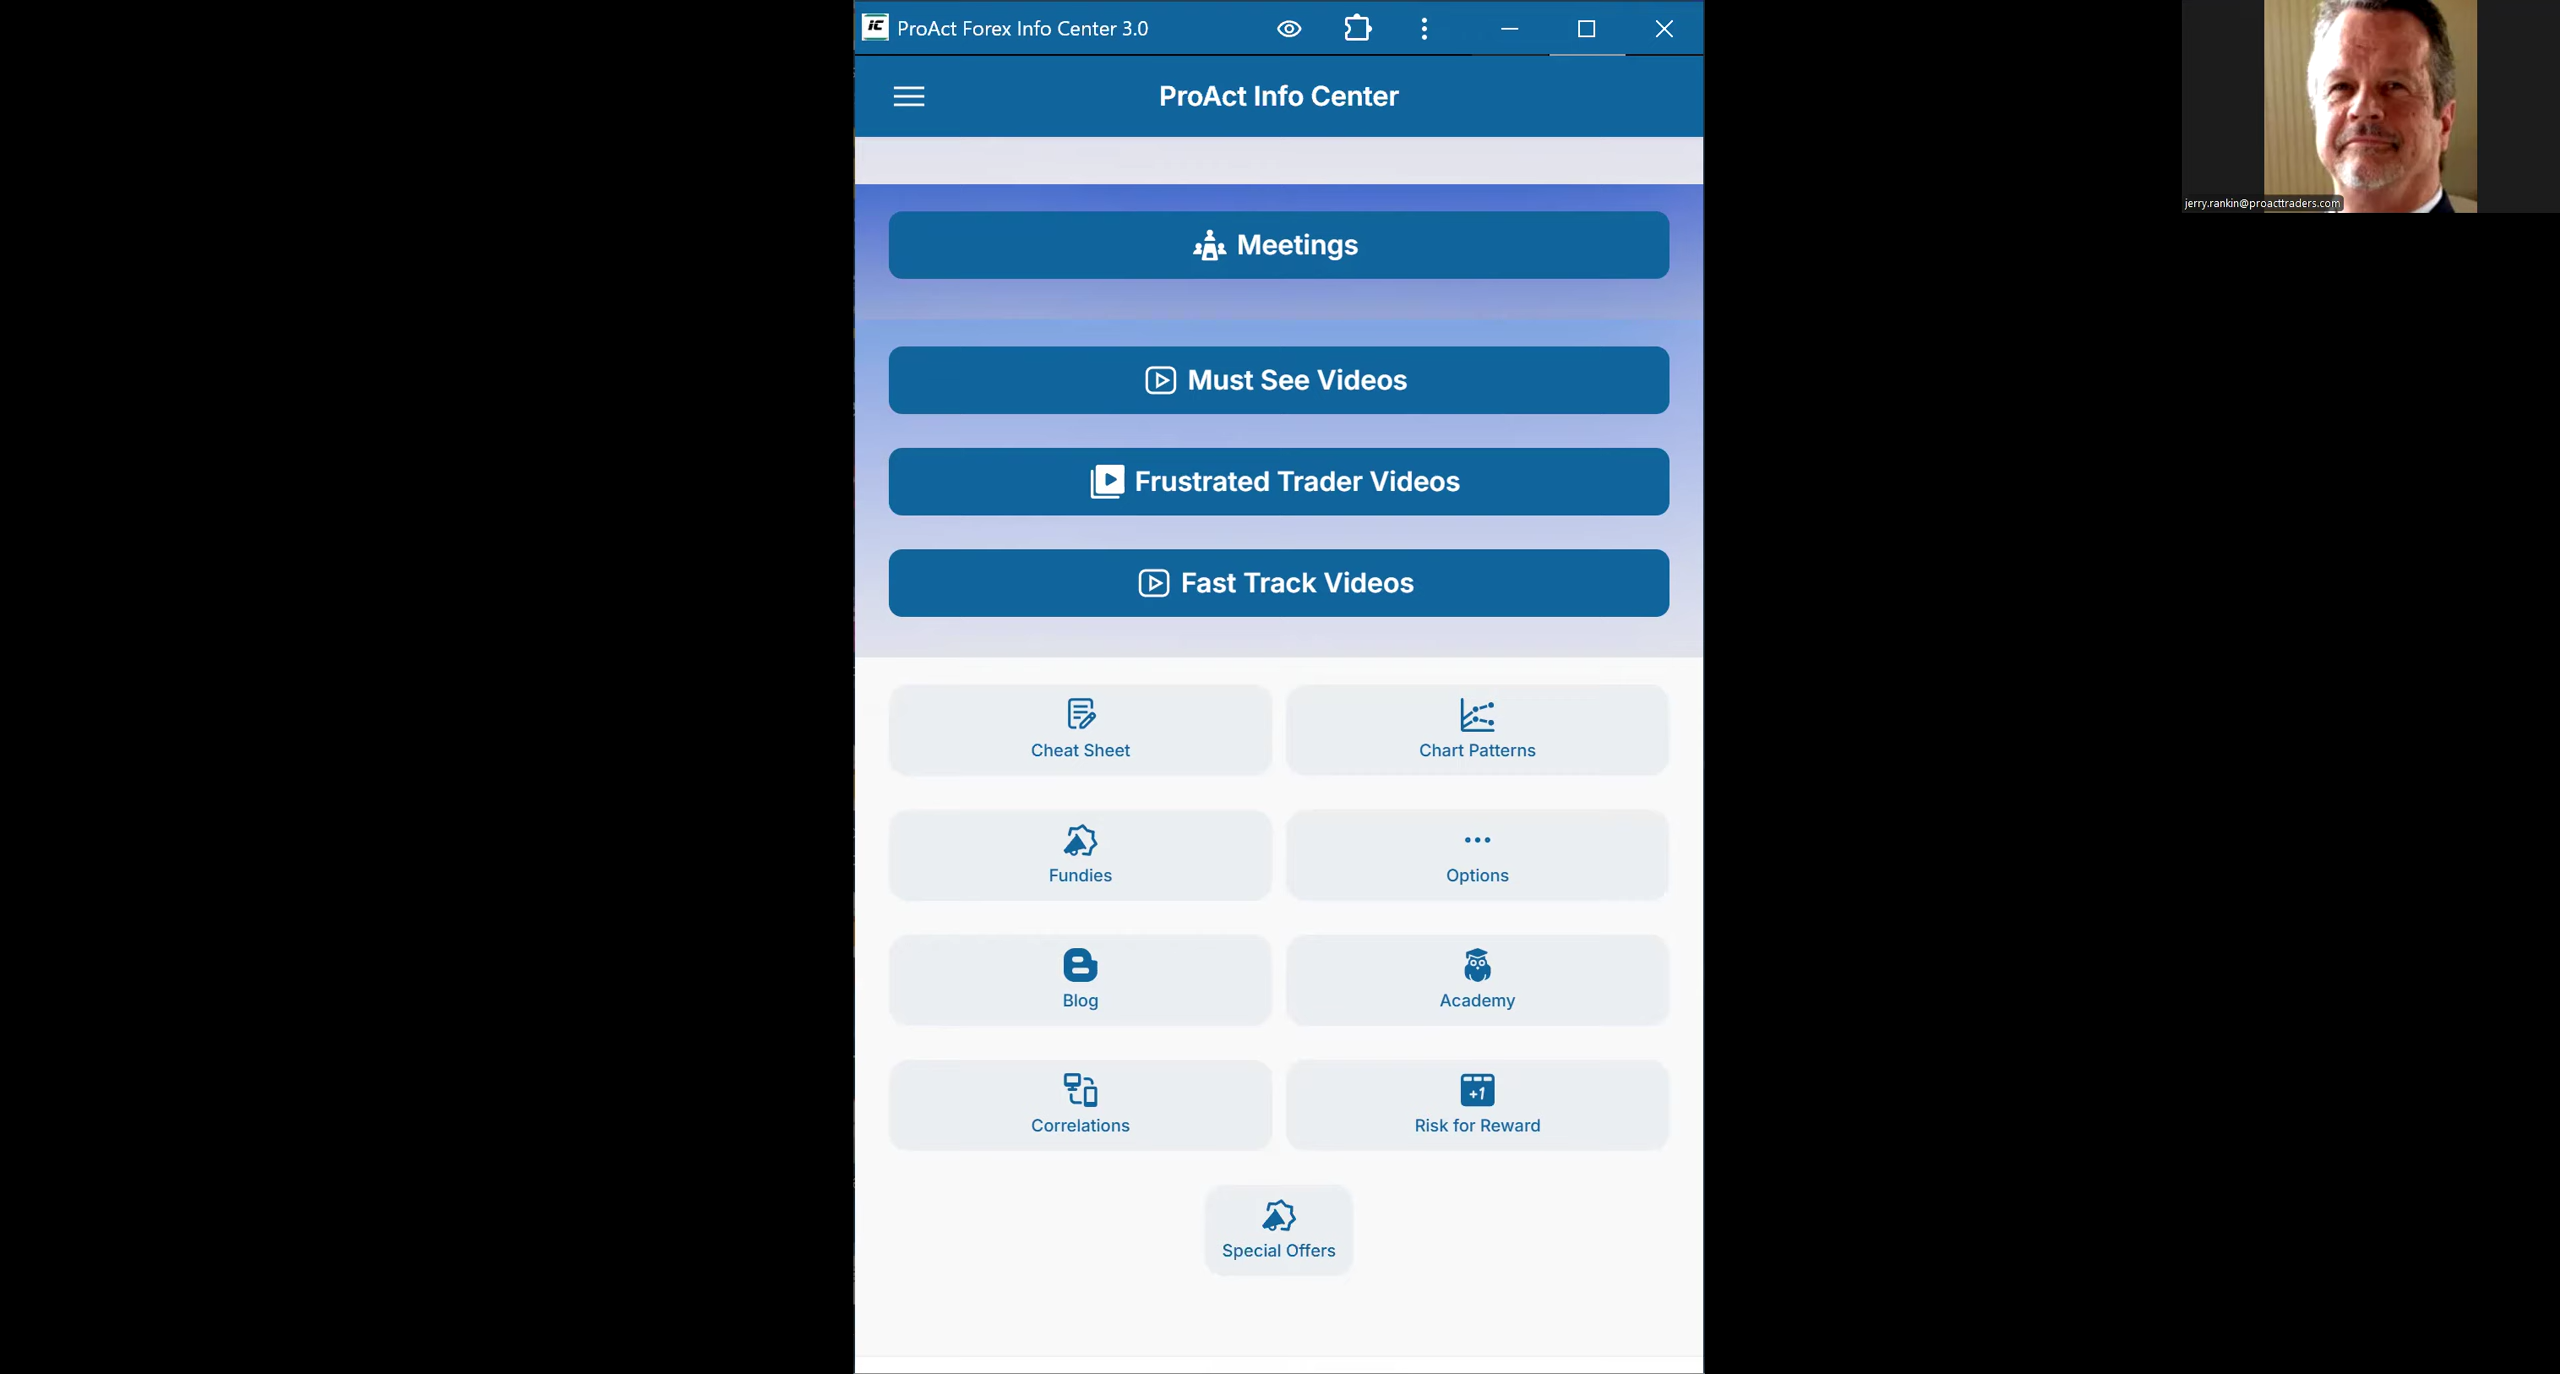 iC ProAct Forex Info Center 3.0
ProAct Info Center
jerry.rankin@proacttraders.com
Meetings
Must See Videos
Frustrated Trader Videos
Fast Track Videos
Cheat Sheet
Chart Patterns
Fundies
Options
Blog
Academy
+1
Correlations
Risk for Reward
Special Offers